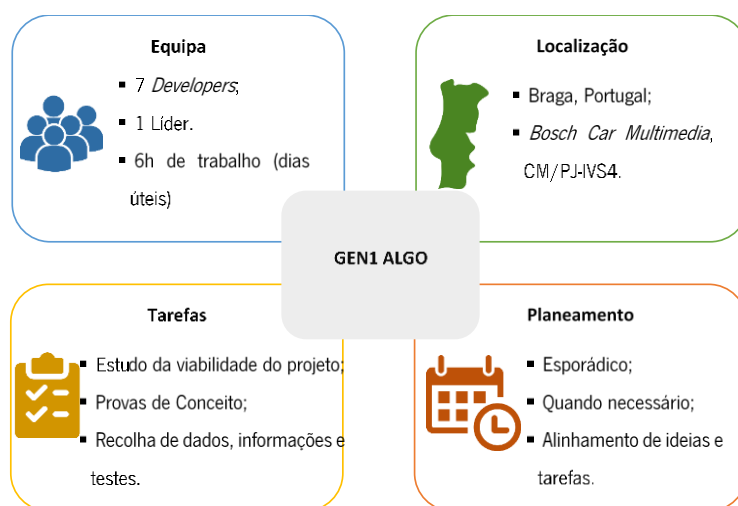 Equipa
▪ 7 Developers;
▪ 1 Líder.
▪ 6h de trabalho (dias
úteis)
Localização
▪ Braga, Portugal;
▪ Bosch Car Multimedia,
CM/PJ-IVS4.
GEN1 ALGO
Tarefas
▪ Estudo da viabilidade do projeto;
▪ Provas de Conceito;
▪ Recolha de dados, informações e
testes.
Planeamento
▪ Esporádico;
▪ Quando necessário;
▪ Alinhamento de ideias e
tarefas.